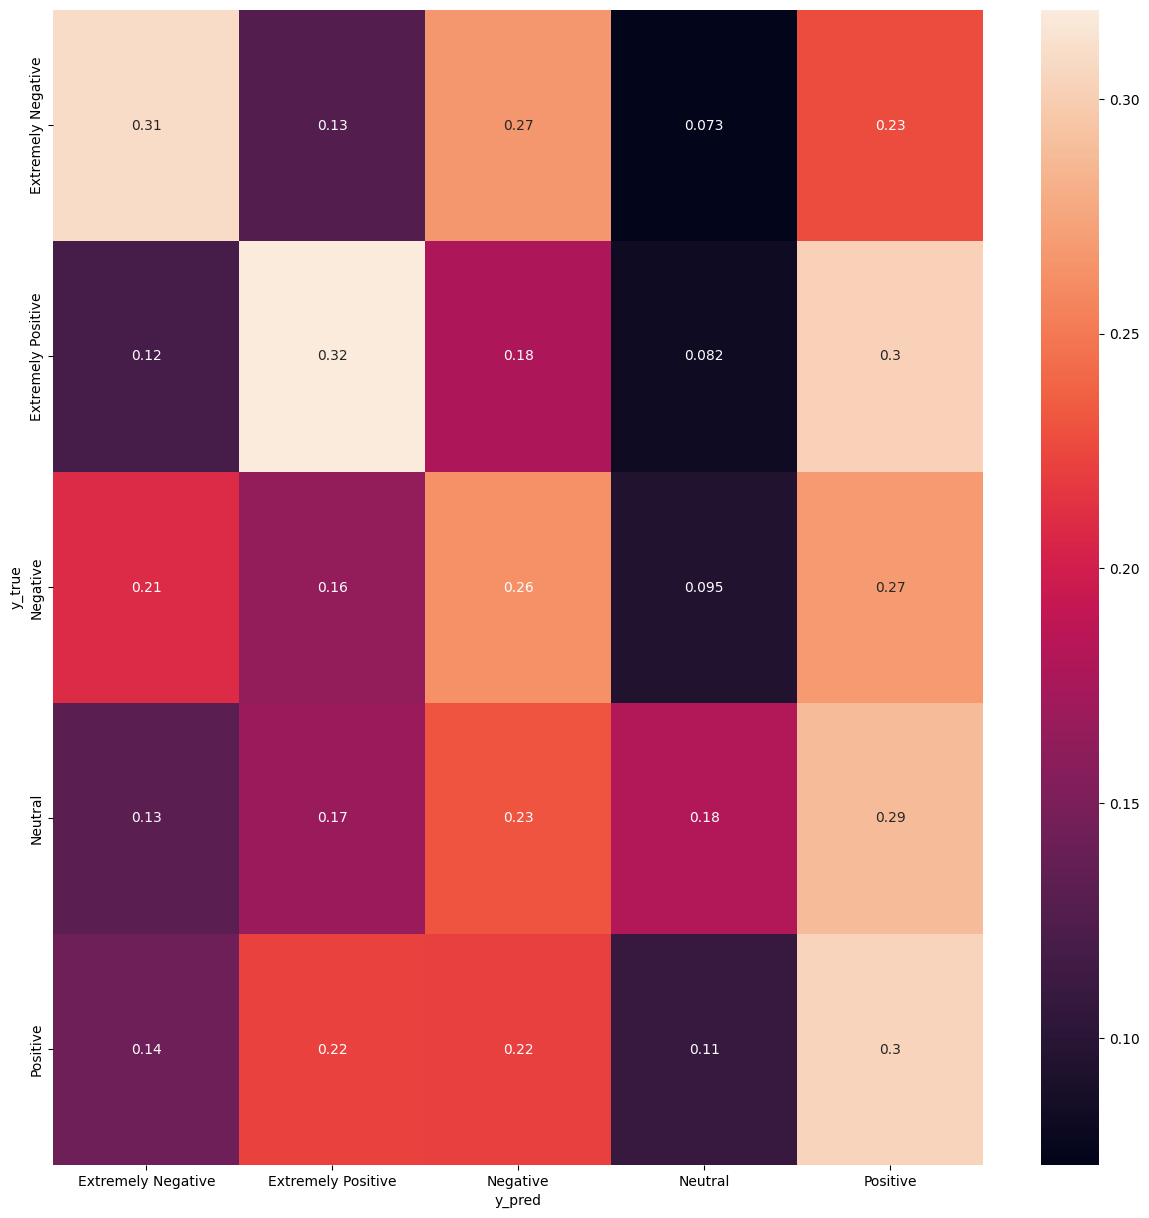 Extremely Negative
0.31
0.13
0.27
0.073
0.23
Extremely Positive
0.12
0.32
0.18
0.082
0.3
y_true
Negative
0.21
0.16
0.26
0.095
0.27
Neutral
0.13
0.17
0.23
0.18
0.29
Positive
0.14
0.22
0.22
0.11
0.3
Extremely Negative
Extremely Positive
Negative
Neutral
Positive
y_pred
0.30
0.25
0.20
0.15
0.10